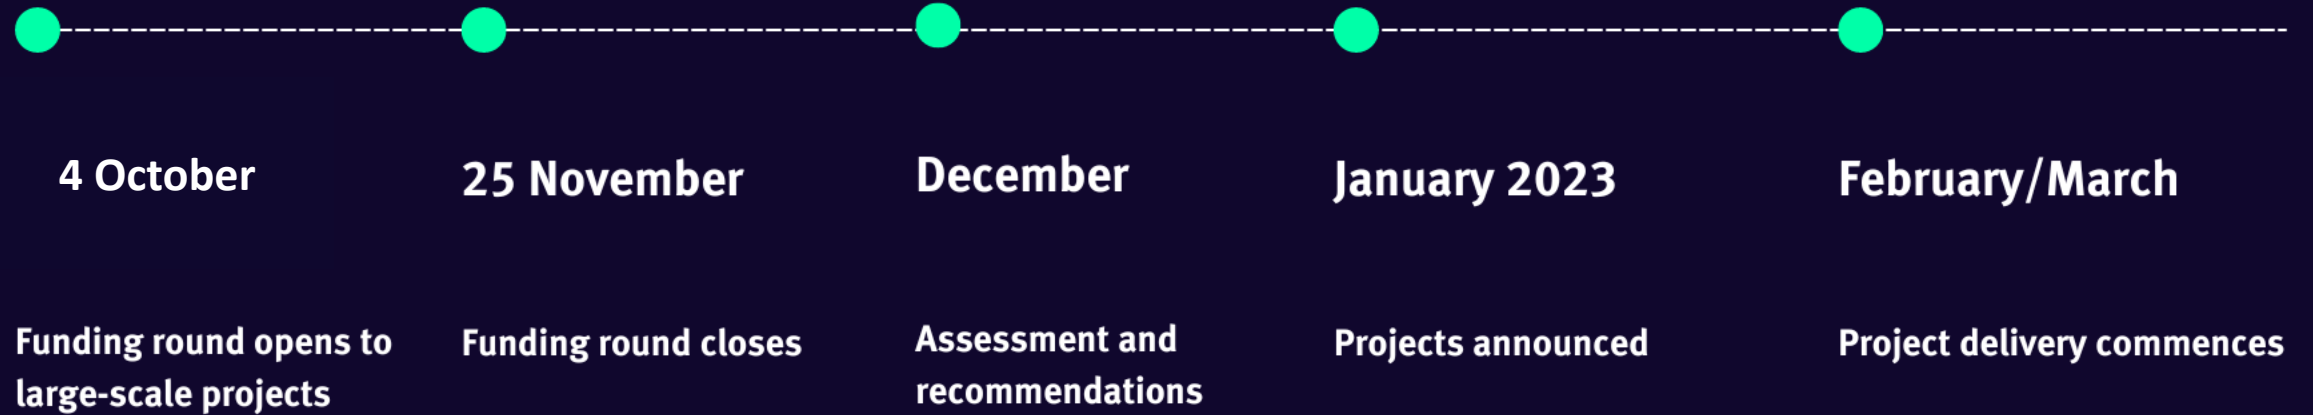 4 October
25 November
December
January 2023
February/March
Funding round opens to
large-scale projects
Funding round closes
Assessment and
recommendations
Projects announced
Project delivery commences